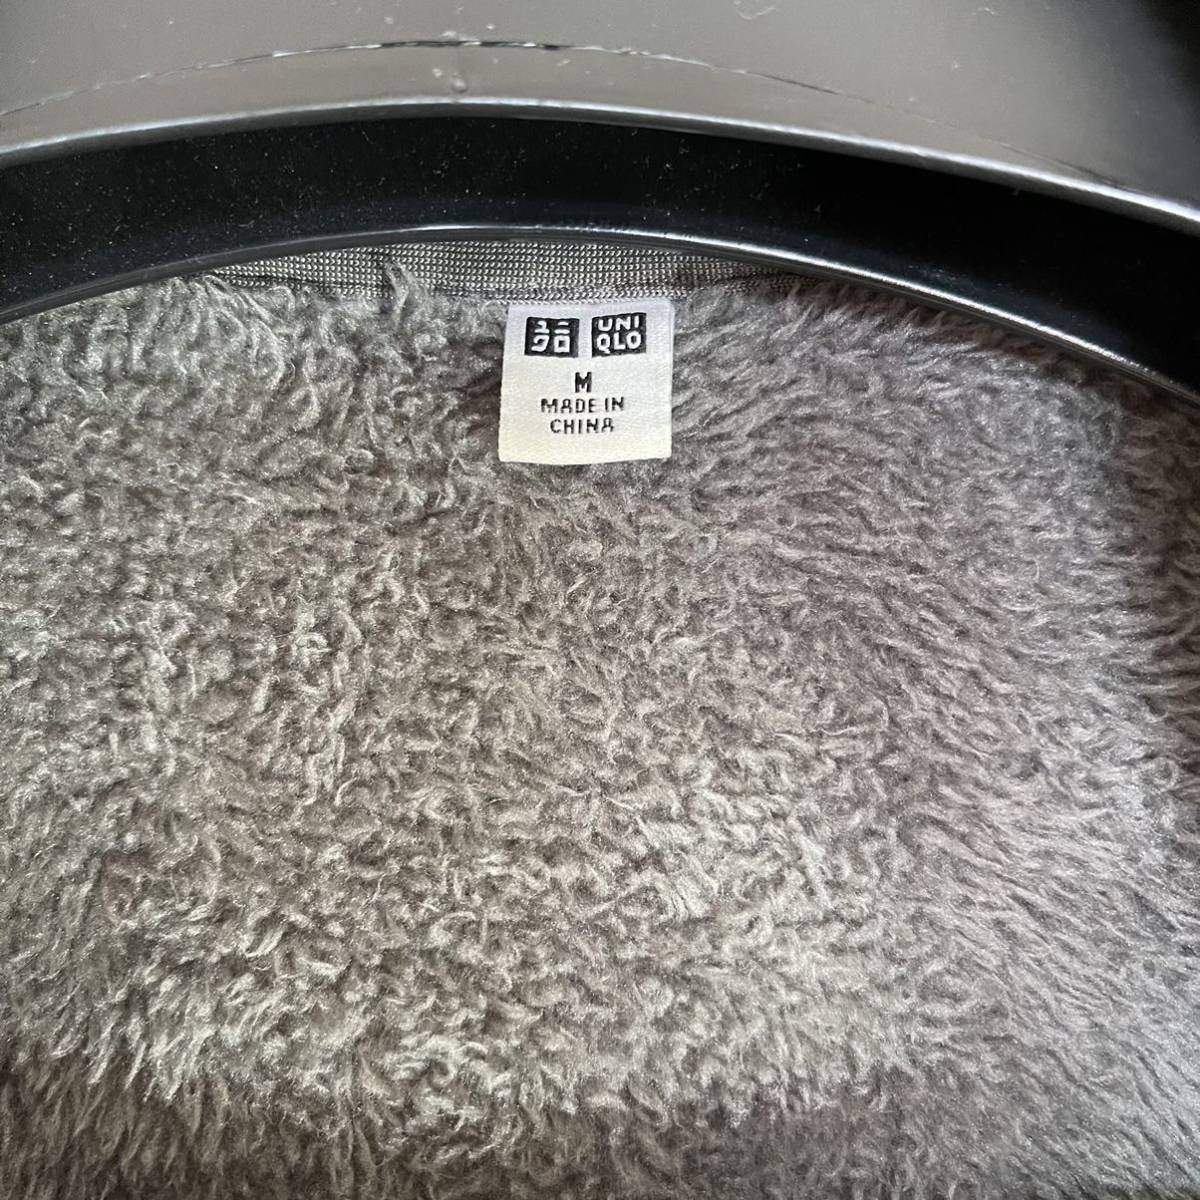 ユニ UNI
クロ QLO
M
MADE IN
CHINA